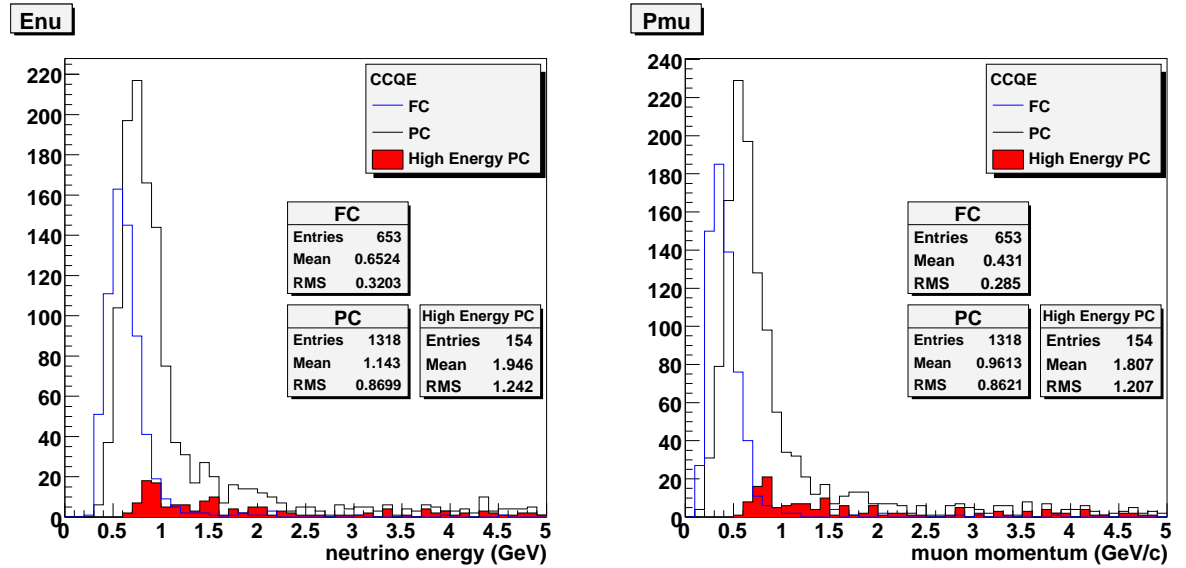 Enu
220
200
180
160
140
120
100
80
60
40
20
0
0 0.5 1 1.5 2 2.5 3 3.5 4 4.5 5
neutrino energy (GeV)
CCQE
FC
PC
High Energy PC
FC
Entries 653
Mean 0.6524
RMS 0.3203
PC
Entries 1318
Mean 1.143
RMS 0.8699
High Energy PC
Entries 154
Mean 1.946
RMS 1.242
Pmu
240
220
200
180
160
140
120
100
80
60
40
20
0
0 0.5 1 1.5 2 2.5 3 3.5 4 4.5 5
muon momentum (GeV/c)
CCQE
FC
PC
High Energy PC
FC
Entries 653
Mean 0.431
RMS 0.285
PC
Entries 1318
Mean 0.9613
RMS 0.8621
High Energy PC
Entries 154
Mean 1.807
RMS 1.207